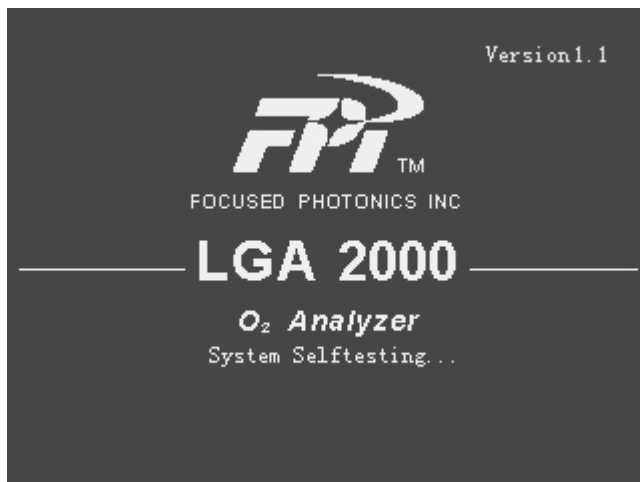 Version1.1
FPI
TM
FOCUSED PHOTONICS INC
LGA 2000
O₂ Analyzer
System Selftesting...